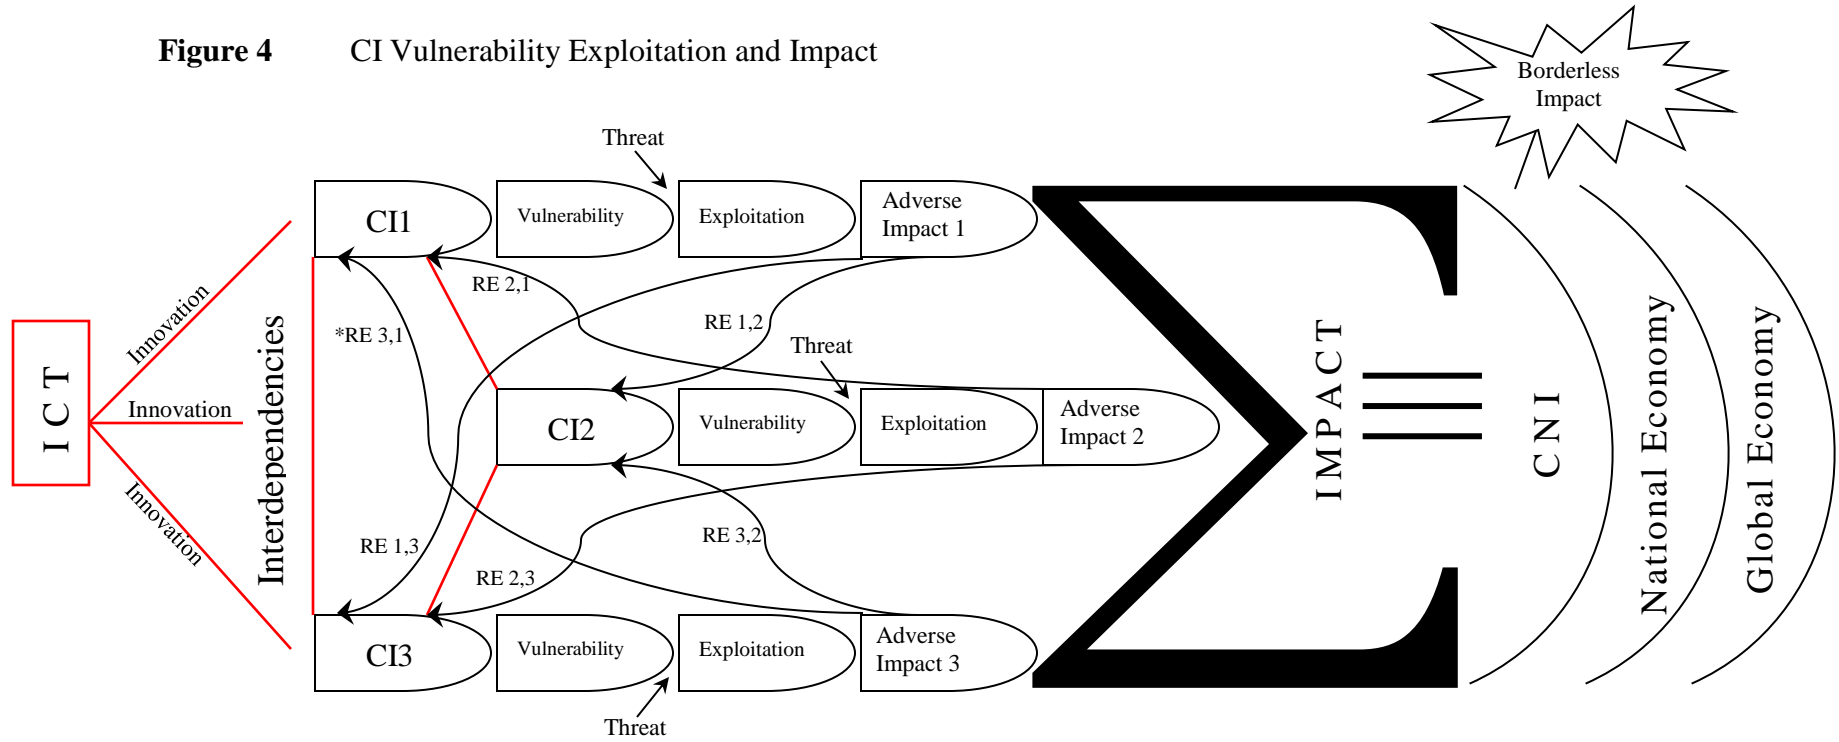 Figure 4 CI Vulnerability Exploitation and Impact
Borderless
Impact
Threat
CI1
Vulnerability
Exploitation
Adverse
Impact 1
RE 2,1
*RE 3,1
RE 1,2
Threat
Innovation
Interdependencies
ICT
Innovation
CI2
Vulnerability
Exploitation
Adverse
Impact 2
Innovation
RE 1,3
RE 2,3
RE 3,2
CI3
Vulnerability
Exploitation
Adverse
Impact 3
Threat
IMPACT
CNI
National Economy
Global Economy